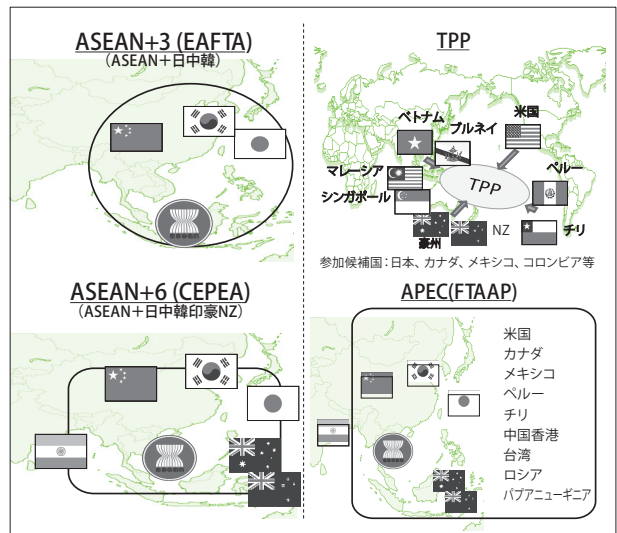 ASEAN+3 (EAFTA)
（ASEAN＋日中韓）
TPP
ベトナム
ブルネイ
米国
マレーシア
シンガポール
TPP
ペルー
豪州
NZ
チリ
参加候補国：日本、カナダ、メキシコ、コロンビア等
ASEAN+6 (CEPEA)
（ASEAN＋日中韓印豪NZ）
APEC(FTAAP)
米国
カナダ
メキシコ
ペルー
チリ
中国香港
台湾
ロシア
パプアニューギニア